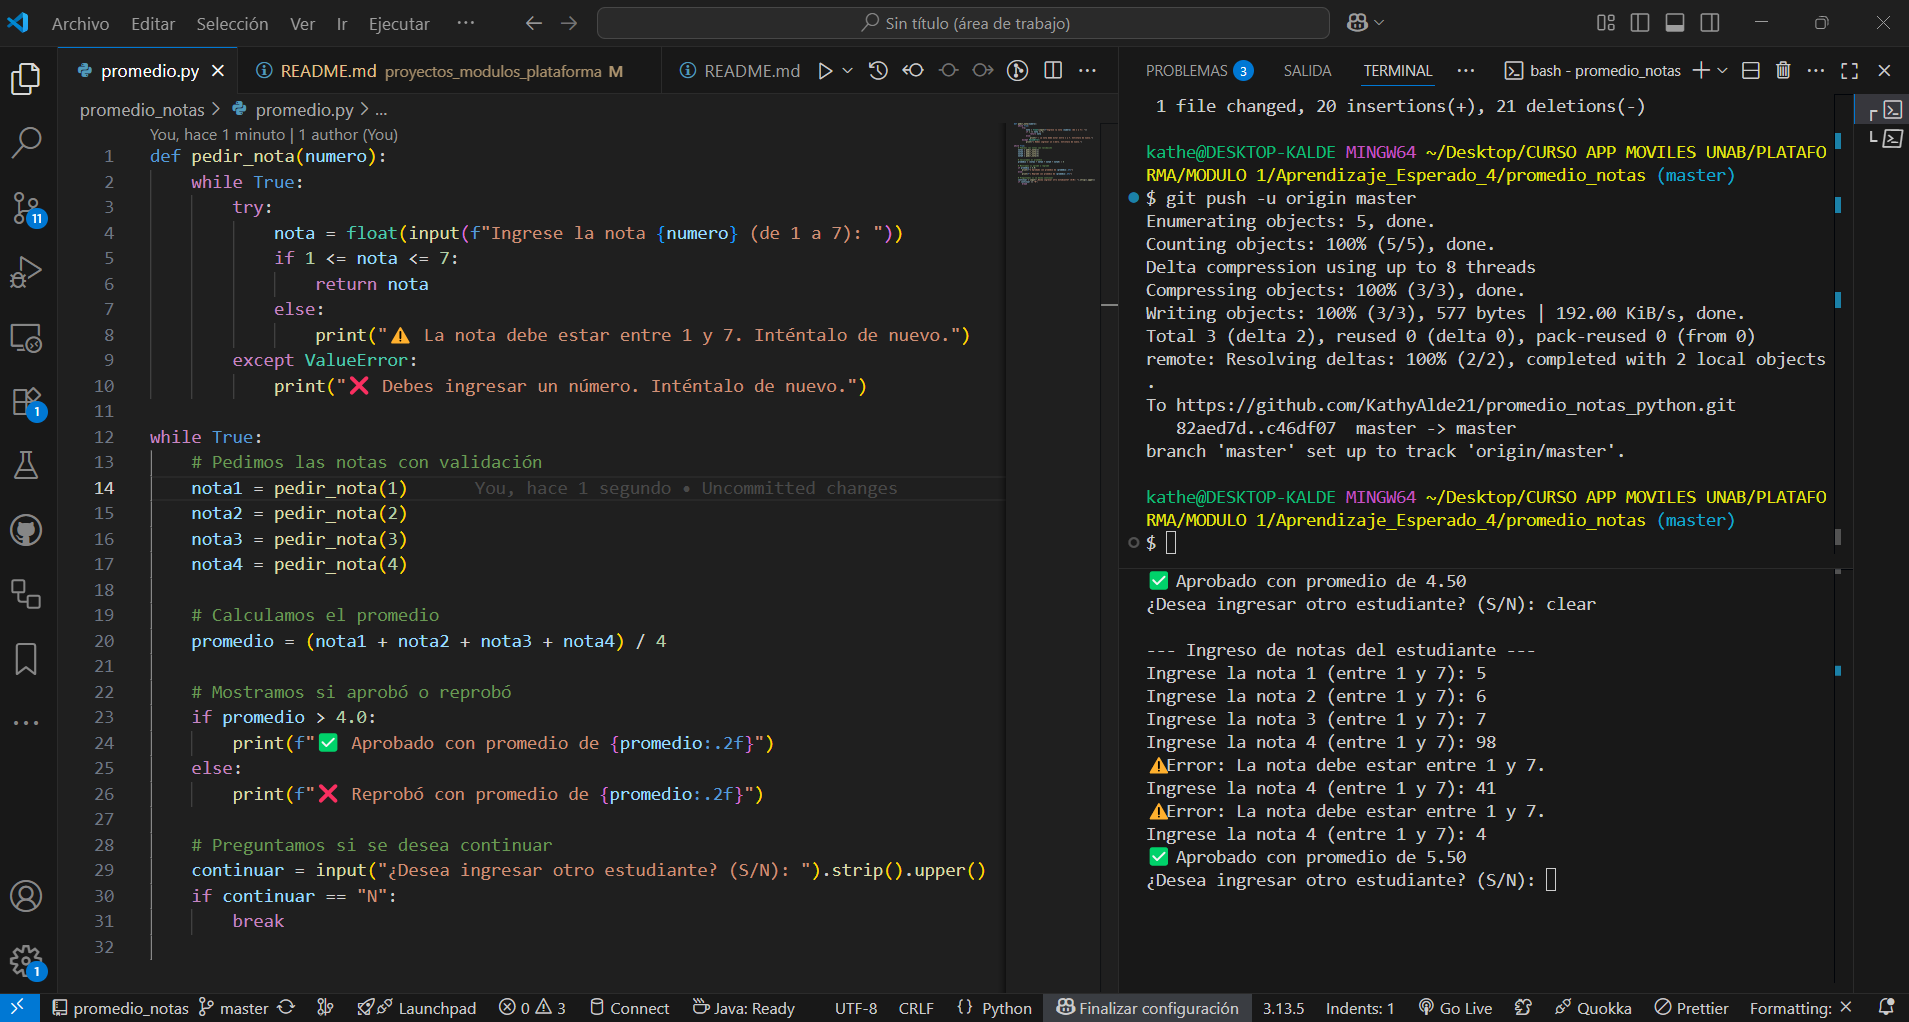 Archivo Editar Selección Ver Ir Ejecutar ··· Sin título (área de trabajo)
promedio.py README.md proyectos_modulos_plataforma M README.md
promedio_notas > promedio.py > ...
You, hace 1 minuto | 1 author (You)
1 def pedir_nota(numero):
2 while True:
3 try:
4 nota = float(input(f"Ingrese la nota {numero} (de 1 a 7): "))
5 if 1 <= nota <= 7:
6 return nota
7 else:
8 print("⚠️ La nota debe estar entre 1 y 7. Inténtalo de nuevo.")
9 except ValueError:
10 print("❌ Debes ingresar un número. Inténtalo de nuevo.")
11
12 while True:
13 # Pedimos las notas con validación
14 nota1 = pedir_nota(1) You, hace 1 segundo • Uncommitted changes
15 nota2 = pedir_nota(2)
16 nota3 = pedir_nota(3)
17 nota4 = pedir_nota(4)
18
19 # Calculamos el promedio
20 promedio = (nota1 + nota2 + nota3 + nota4) / 4
21
22 # Mostramos si aprobó o reprobó
23 if promedio > 4.0:
24 print(f"✅ Aprobado con promedio de {promedio:.2f}")
25 else:
26 print(f"❌ Reprobó con promedio de {promedio:.2f}")
27
28 # Preguntamos si se desea continuar
29 continuar = input("¿Desea ingresar otro estudiante? (S/N): ").strip().upper()
30 if continuar == "N":
31 break
32
PROBLEMAS 3 SALIDA TERMINAL ··· bash - promedio_notas
1 file changed, 20 insertions(+), 21 deletions(-)
kathe@DESKTOP-KALDE MINGW64 ~/Desktop/CURSO APP MOVILES UNAB/PLATAFO
RMA/MODULO 1/Aprendizaje_Esperado_4/promedio_notas (master)
$ git push -u origin master
Enumerating objects: 5, done.
Counting objects: 100% (5/5), done.
Delta compression using up to 8 threads
Compressing objects: 100% (3/3), done.
Writing objects: 100% (3/3), 577 bytes | 192.00 KiB/s, done.
Total 3 (delta 2), reused 0 (delta 0), pack-reused 0 (from 0)
remote: Resolving deltas: 100% (2/2), completed with 2 local objects
.
To https://github.com/KathyAlde21/promedio_notas_python.git
82aed7d..c46df07 master -> master
branch 'master' set up to track 'origin/master'.
kathe@DESKTOP-KALDE MINGW64 ~/Desktop/CURSO APP MOVILES UNAB/PLATAFO
RMA/MODULO 1/Aprendizaje_Esperado_4/promedio_notas (master)
$
✅ Aprobado con promedio de 4.50
¿Desea ingresar otro estudiante? (S/N): clear
--- Ingreso de notas del estudiante ---
Ingrese la nota 1 (entre 1 y 7): 5
Ingrese la nota 2 (entre 1 y 7): 6
Ingrese la nota 3 (entre 1 y 7): 7
Ingrese la nota 4 (entre 1 y 7): 98
⚠️Error: La nota debe estar entre 1 y 7.
Ingrese la nota 4 (entre 1 y 7): 41
⚠️Error: La nota debe estar entre 1 y 7.
Ingrese la nota 4 (entre 1 y 7): 4
✅ Aprobado con promedio de 5.50
¿Desea ingresar otro estudiante? (S/N):
11
1
1
promedio_notas master Launchpad 0 3 Connect Java: Ready UTF-8 CRLF {} Python Finalizar configuración 3.13.5 Indents: 1 Go Live Quokka Prettier Formatting: ×